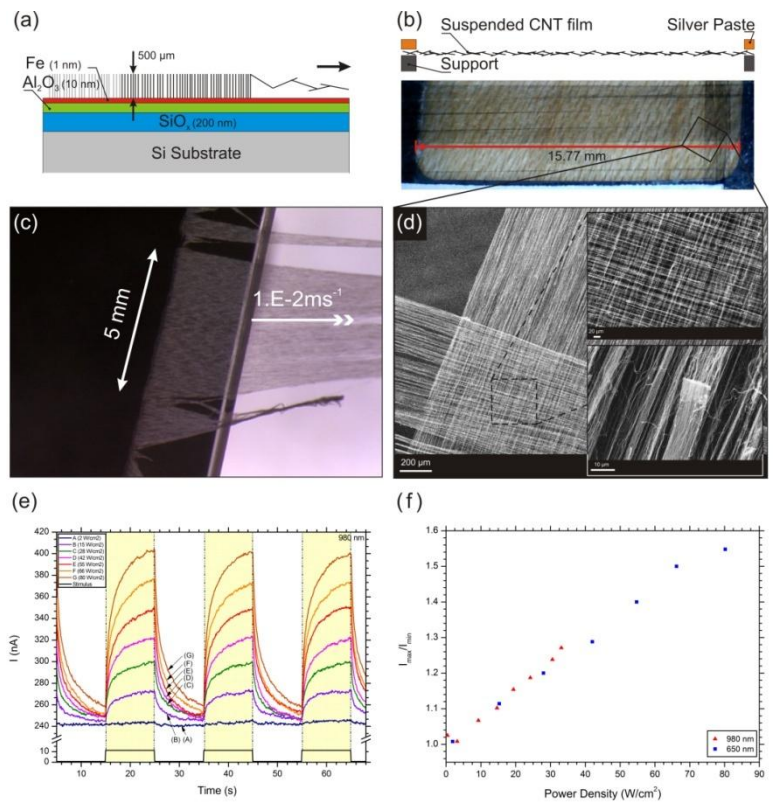 (a)
500 µm
Fe (1 nm)
Al₂O₃ (10 nm)
SiOₓ (200 nm)
Si Substrate
(b)
Suspended CNT film
Silver Paste
Support
15,77 mm
(c)
5 mm
1.E-2ms⁻¹
(d)
200 µm
20 µm
10 µm
(e)
980 nm
A (2 W/cm2)
B (15 W/cm2)
C (28 W/cm2)
D (42 W/cm2)
E (55 W/cm2)
F (66 W/cm2)
G (80 W/cm2)
Stimulus
I (nA)
420
400
380
360
340
320
300
280
260
240
10
0
(G)
(F)
(E)
(D)
(C)
(B) (A)
10 20 30 40 50 60
Time (s)
(f)
Imax/Imin
1.6
1.5
1.4
1.3
1.2
1.1
1.0
0 10 20 30 40 50 60 70 80 90
980 nm
650 nm
Power Density (W/cm²)